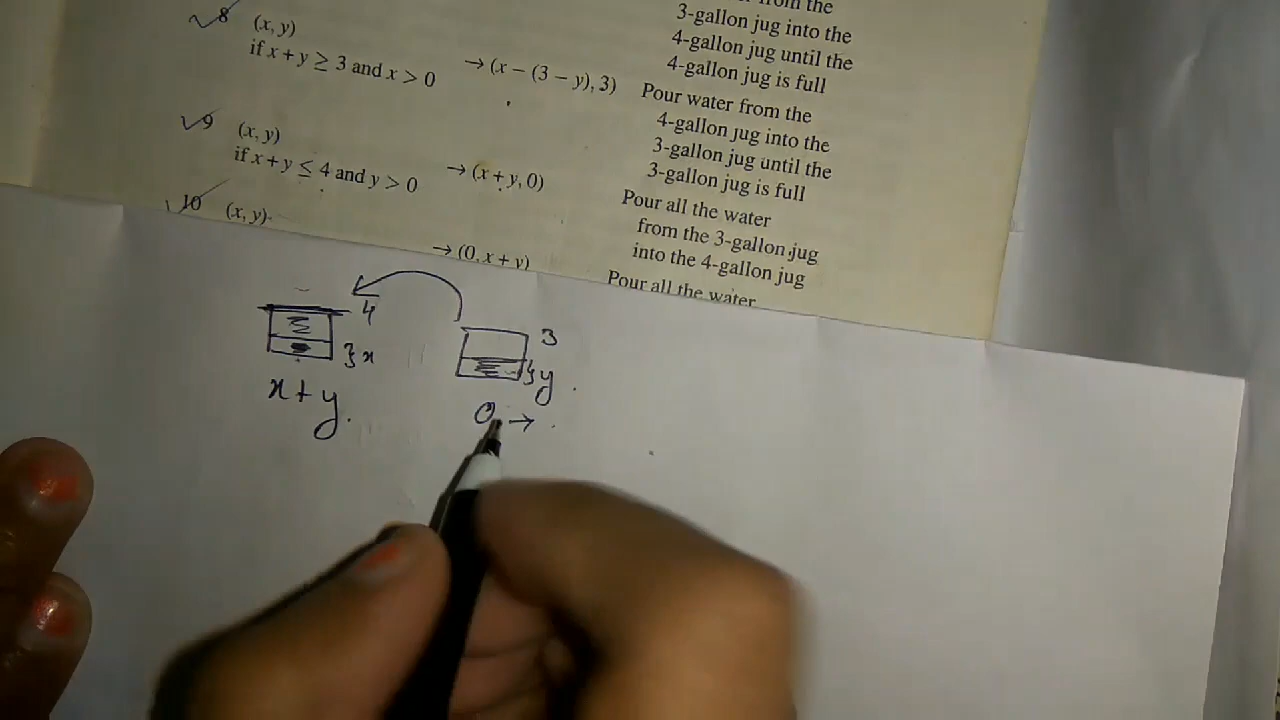 8 (x, y) → (x − (3 − y), 3)
if x + y ≥ 3 and x > 0
from the
3-gallon jug into the
4-gallon jug until the
4-gallon jug is full
Pour water from the
4-gallon jug into the
3-gallon jug until the
3-gallon jug is full
9 (x, y) → (x + y, 0)
if x + y ≤ 4 and y > 0
Pour all the water
from the 3-gallon jug
into the 4-gallon jug
10 (x, y)
→ (0, x + y)
Pour all the water
4 3
}x }y
x + y. 0 →